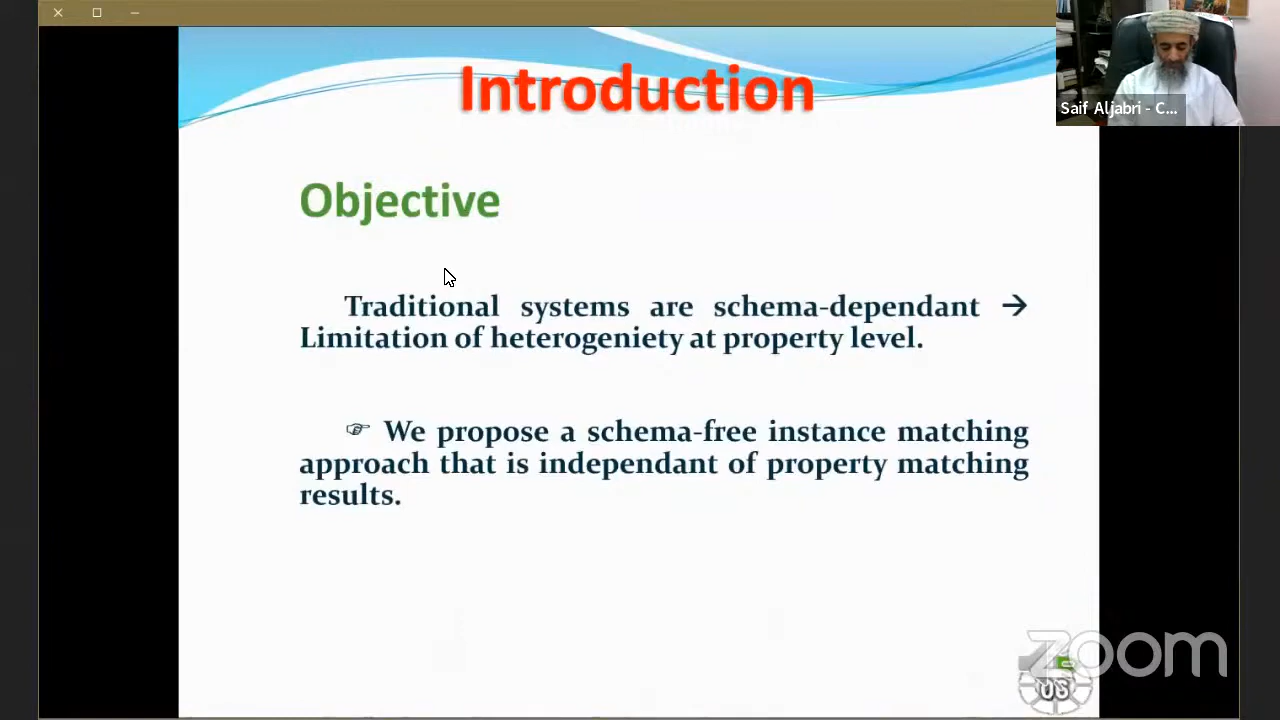 Introduction
Saif Aljabri - C...
Objective
Traditional systems are schema-dependant →
Limitation of heterogeniety at property level.
☞ We propose a schema-free instance matching
approach that is independant of property matching
results.
zoom
US